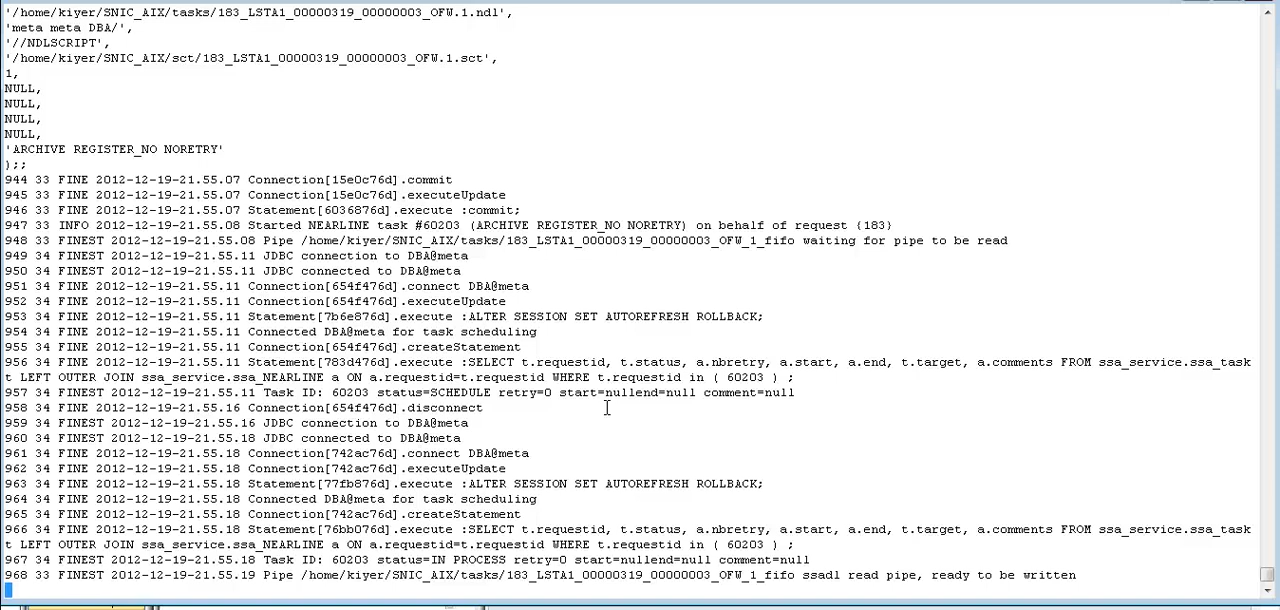 '/home/kiyer/SNIC_AIX/tasks/183_LSTA1_00000319_00000003_OFW.1.ndl',
'meta meta DBA/',
'//NDLSCRIPT',
'/home/kiyer/SNIC_AIX/sct/183_LSTA1_00000319_00000003_OFW.1.sct',
1,
NULL,
NULL,
NULL,
NULL,
'ARCHIVE REGISTER_NO NORETRY'
);;
944 33 FINE 2012-12-19-21.55.07 Connection[15e0c76d].commit
945 33 FINE 2012-12-19-21.55.07 Connection[15e0c76d].executeUpdate
946 33 FINE 2012-12-19-21.55.07 Statement[6036876d].execute :commit;
947 33 INFO 2012-12-19-21.55.08 Started NEARLINE task #60203 (ARCHIVE REGISTER_NO NORETRY) on behalf of request {183}
948 33 FINEST 2012-12-19-21.55.08 Pipe /home/kiyer/SNIC_AIX/tasks/183_LSTA1_00000319_00000003_OFW_1_fifo waiting for pipe to be read
949 34 FINEST 2012-12-19-21.55.11 JDBC connection to DBA@meta
950 34 FINEST 2012-12-19-21.55.11 JDBC connected to DBA@meta
951 34 FINE 2012-12-19-21.55.11 Connection[654f476d].connect DBA@meta
952 34 FINE 2012-12-19-21.55.11 Connection[654f476d].executeUpdate
953 34 FINE 2012-12-19-21.55.11 Statement[7b6e876d].execute :ALTER SESSION SET AUTOREFRESH ROLLBACK;
954 34 FINE 2012-12-19-21.55.11 Connected DBA@meta for task scheduling
955 34 FINE 2012-12-19-21.55.11 Connection[654f476d].createStatement
956 34 FINE 2012-12-19-21.55.11 Statement[783d476d].execute :SELECT t.requestid, t.status, a.nbretry, a.start, a.end, t.target, a.comments FROM ssa_service.ssa_task
t LEFT OUTER JOIN ssa_service.ssa_NEARLINE a ON a.requestid=t.requestid WHERE t.requestid in ( 60203 ) ;
957 34 FINEST 2012-12-19-21.55.11 Task ID: 60203 status=SCHEDULE retry=0 start=nullend=null comment=null
958 34 FINE 2012-12-19-21.55.16 Connection[654f476d].disconnect
959 34 FINEST 2012-12-19-21.55.16 JDBC connection to DBA@meta
960 34 FINEST 2012-12-19-21.55.18 JDBC connected to DBA@meta
961 34 FINE 2012-12-19-21.55.18 Connection[742ac76d].connect DBA@meta
962 34 FINE 2012-12-19-21.55.18 Connection[742ac76d].executeUpdate
963 34 FINE 2012-12-19-21.55.18 Statement[77fb876d].execute :ALTER SESSION SET AUTOREFRESH ROLLBACK;
964 34 FINE 2012-12-19-21.55.18 Connected DBA@meta for task scheduling
965 34 FINE 2012-12-19-21.55.18 Connection[742ac76d].createStatement
966 34 FINE 2012-12-19-21.55.18 Statement[76bb076d].execute :SELECT t.requestid, t.status, a.nbretry, a.start, a.end, t.target, a.comments FROM ssa_service.ssa_task
t LEFT OUTER JOIN ssa_service.ssa_NEARLINE a ON a.requestid=t.requestid WHERE t.requestid in ( 60203 ) ;
967 34 FINEST 2012-12-19-21.55.18 Task ID: 60203 status=IN PROCESS retry=0 start=nullend=null comment=null
968 33 FINEST 2012-12-19-21.55.19 Pipe /home/kiyer/SNIC_AIX/tasks/183_LSTA1_00000319_00000003_OFW_1_fifo ssadl read pipe, ready to be written